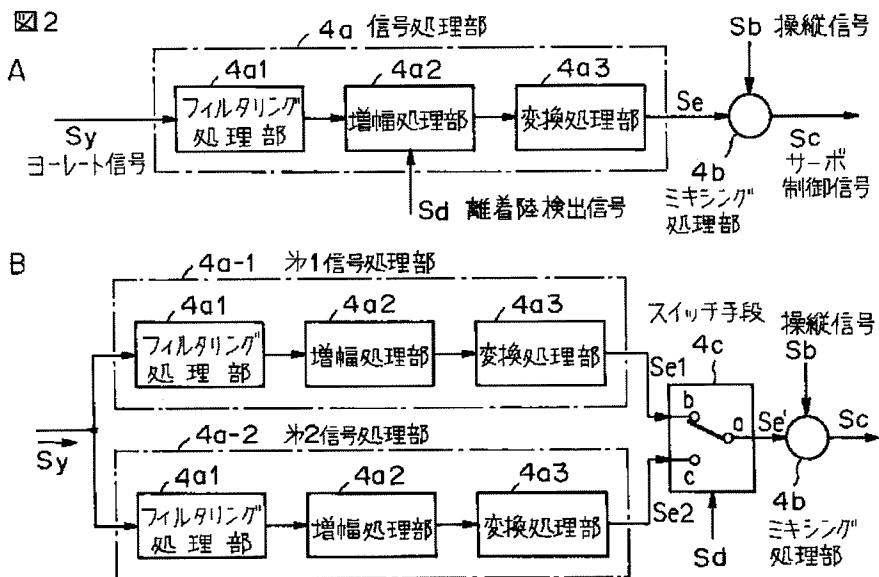 図2
A
4a 信号処理部
4a1
フィルタリング
処理部
4a2
増幅処理部
4a3
変換処理部
Sy
ヨーレート信号
Sd 離着陸検出信号
Se
Sb 操縦信号
Sc
サーボ
制御信号
4b
ミキシング
処理部
B
4a-1 㐧1信号処理部
4a1
フィルタリング
処理部
4a2
増幅処理部
4a3
変換処理部
Se1
Sy
4a-2 㐧2信号処理部
4a1
フィルタリング
処理部
4a2
増幅処理部
4a3
変換処理部
Se2
スイッチ手段
4c
b
a
c
Sd
Se'
操縦信号
Sb
Sc
4b
ミキシング
処理部